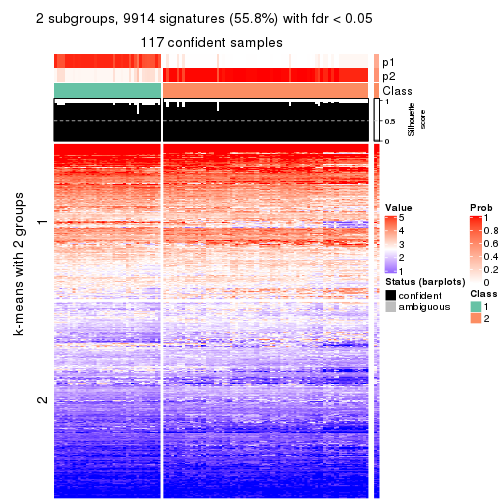 2 subgroups, 9914 signatures (55.8%) with fdr < 0.05
117 confident samples
p1
p2
Class
1
0.5
0
Silhouette
score
k-means with 2 groups
1
2
Value
5
4
3
2
1
Status (barplots)
confident
ambiguous
Prob
1
0.8
0.6
0.4
0.2
0
Class
1
2